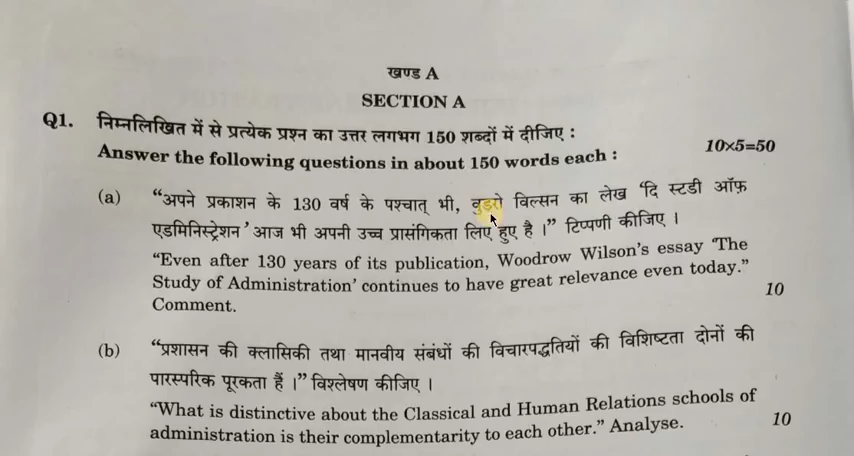 खण्ड A
SECTION A
Q1. निम्नलिखित में से प्रत्येक प्रश्न का उत्तर लगभग 150 शब्दों में दीजिए :
Answer the following questions in about 150 words each : 10×5=50
(a) “अपने प्रकाशन के 130 वर्ष के पश्चात् भी, वुडरो विल्सन का लेख ‘दि स्टडी ऑफ़
एडमिनिस्ट्रेशन’ आज भी अपनी उच्च प्रासंगिकता लिए हुए है ।” टिप्पणी कीजिए ।
“Even after 130 years of its publication, Woodrow Wilson’s essay ‘The
Study of Administration’ continues to have great relevance even today.”
Comment. 10
(b) “प्रशासन की क्लासिकी तथा मानवीय संबंधों की विचारपद्धतियों की विशिष्टता दोनों की
पारस्परिक पूरकता हैं ।” विश्लेषण कीजिए ।
“What is distinctive about the Classical and Human Relations schools of
administration is their complementarity to each other.” Analyse. 10